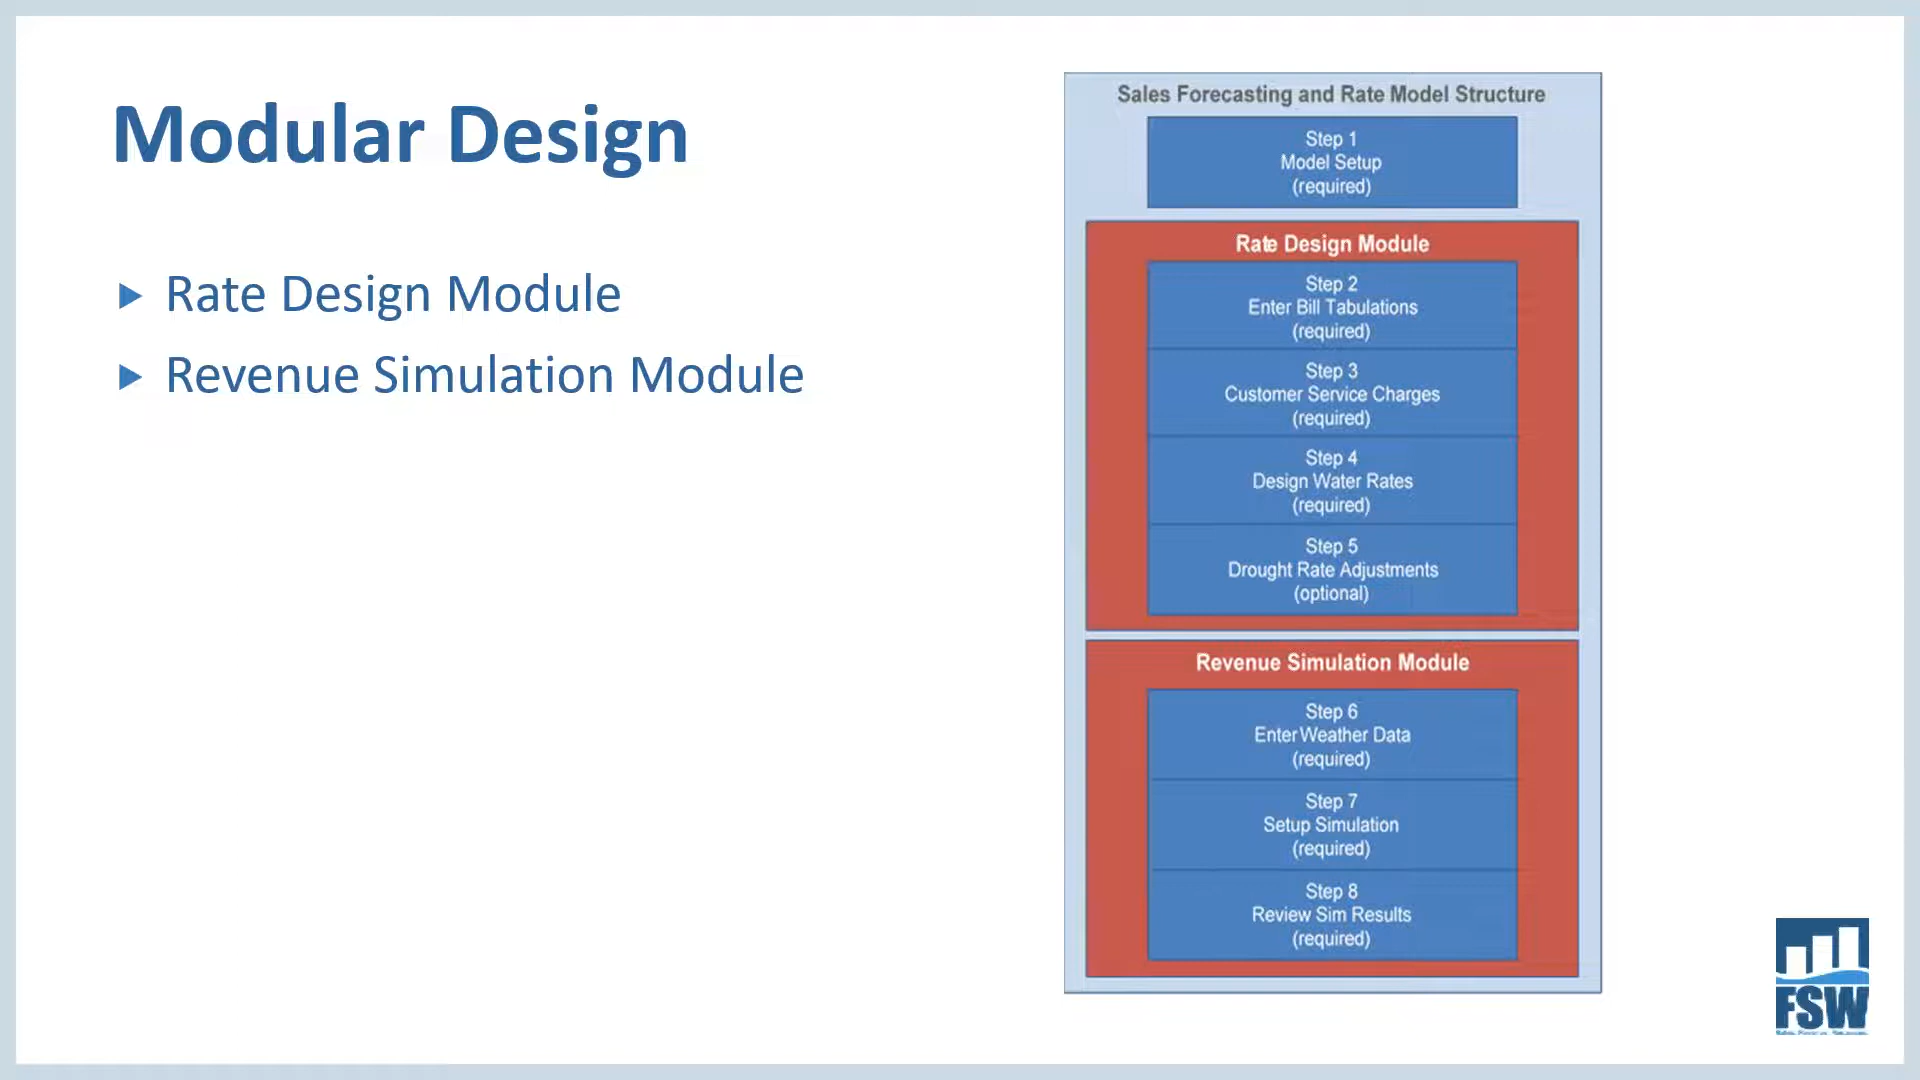 Modular Design
Rate Design Module
Revenue Simulation Module
Sales Forecasting and Rate Model Structure
Step 1
Model Setup
(required)
Rate Design Module
Step 2
Enter Bill Tabulations
(required)
Step 3
Customer Service Charges
(required)
Step 4
Design Water Rates
(required)
Step 5
Drought Rate Adjustments
(optional)
Revenue Simulation Module
Step 6
Enter Weather Data
(required)
Step 7
Setup Simulation
(required)
Step 8
Review Sim Results
(required)
FSW